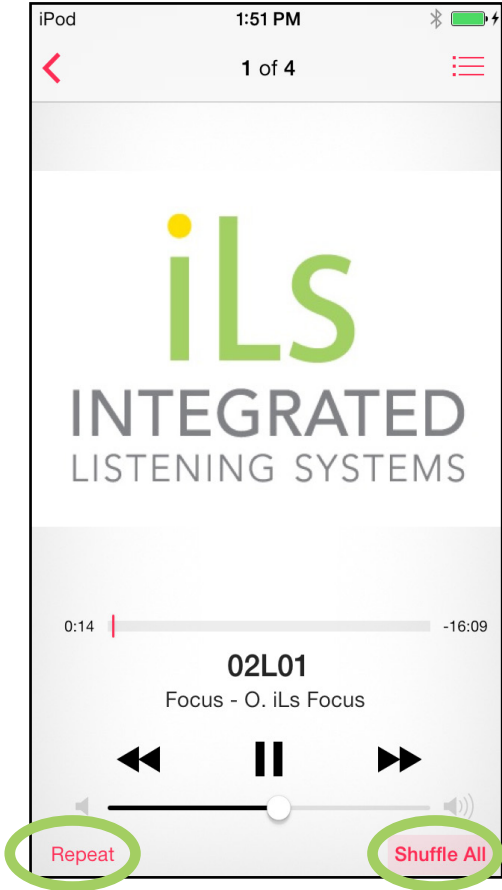 iPod 1:51 PM
1 of 4
iLs
INTEGRATED
LISTENING SYSTEMS
0:14 -16:09
02L01
Focus - O. iLs Focus
Repeat Shuffle All